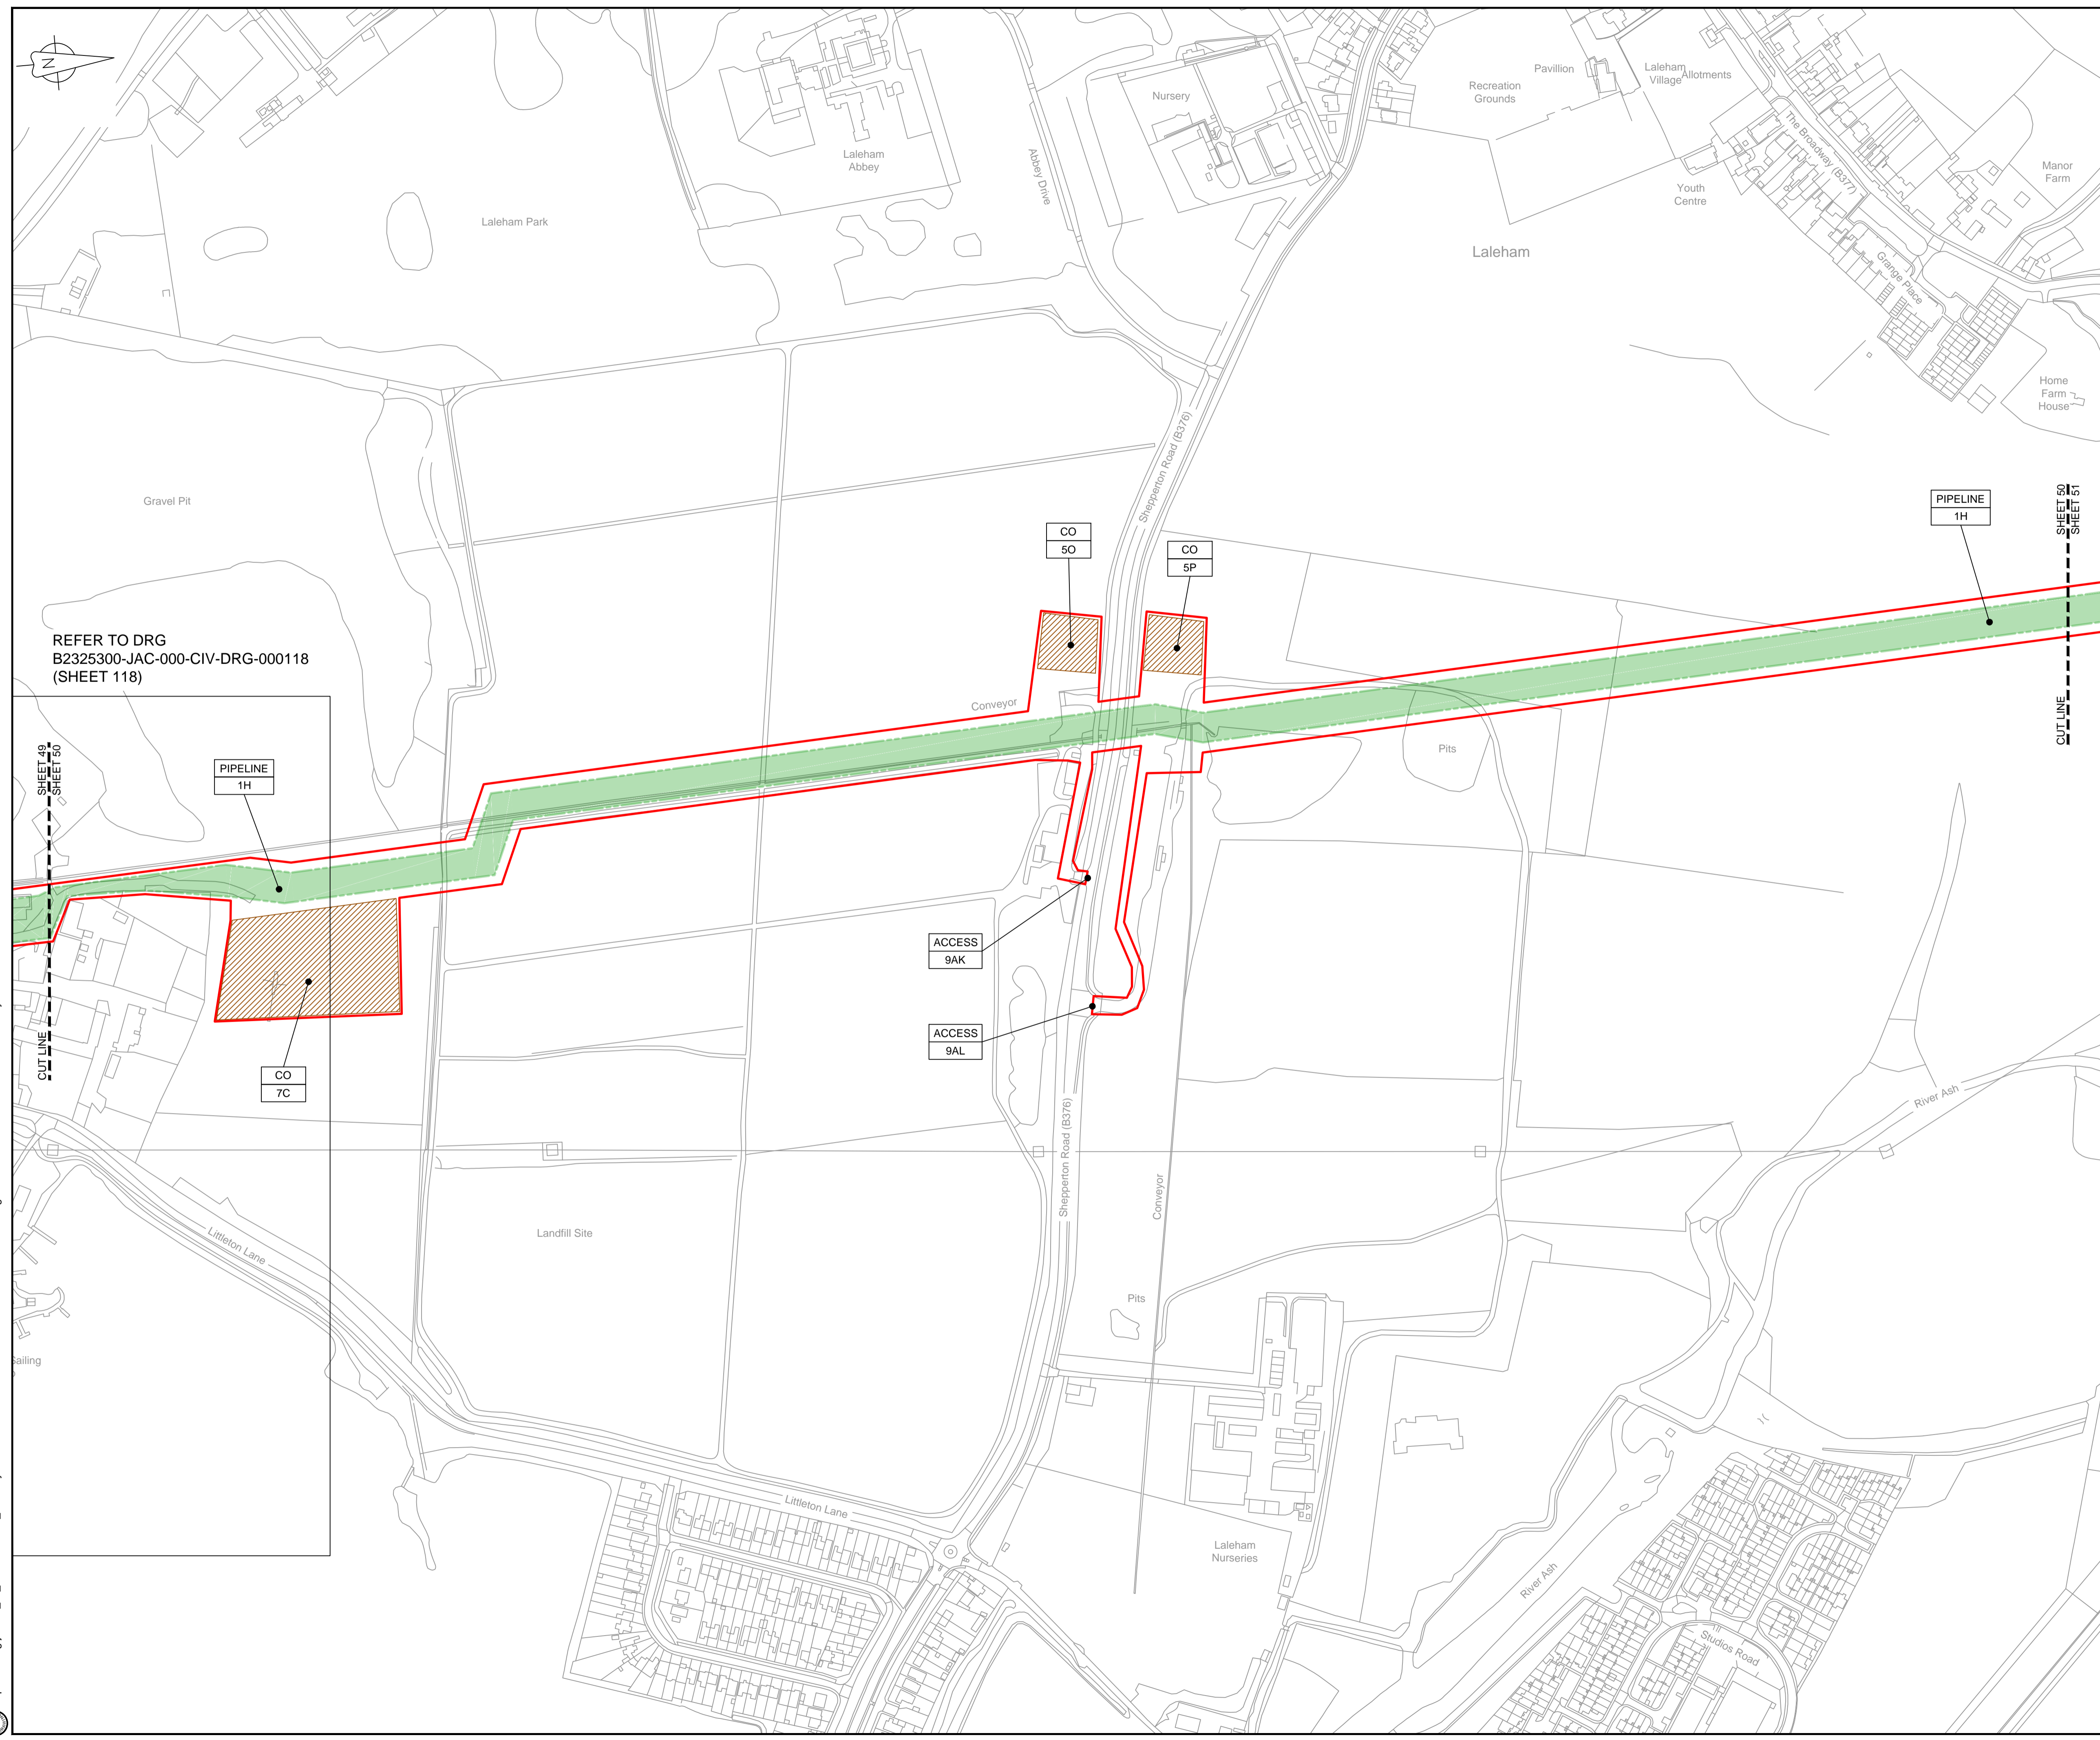 N
Laleham
Abbey
Abbey Drive
Nursery
Recreation
Grounds
Pavillion
Laleham
Village
Allotments
The Broadway (B377)
Manor
Farm
Youth
Centre
Laleham Park
Laleham
Grange Place
Home
Farm
House
Shepperton Road (B376)
Gravel Pit
CO
5O
CO
5P
PIPELINE
1H
SHEET 50
SHEET 51
CUT LINE
REFER TO DRG
B2325300-JAC-000-CIV-DRG-000118
(SHEET 118)
Conveyor
Pits
SHEET 49
SHEET 50
CUT LINE
PIPELINE
1H
ACCESS
9AK
ACCESS
9AL
CO
7C
River Ash
Shepperton Road (B376)
Conveyor
Littleton Lane
Landfill Site
Pits
Sailing
Littleton Lane
Laleham
Nurseries
River Ash
Studios Road